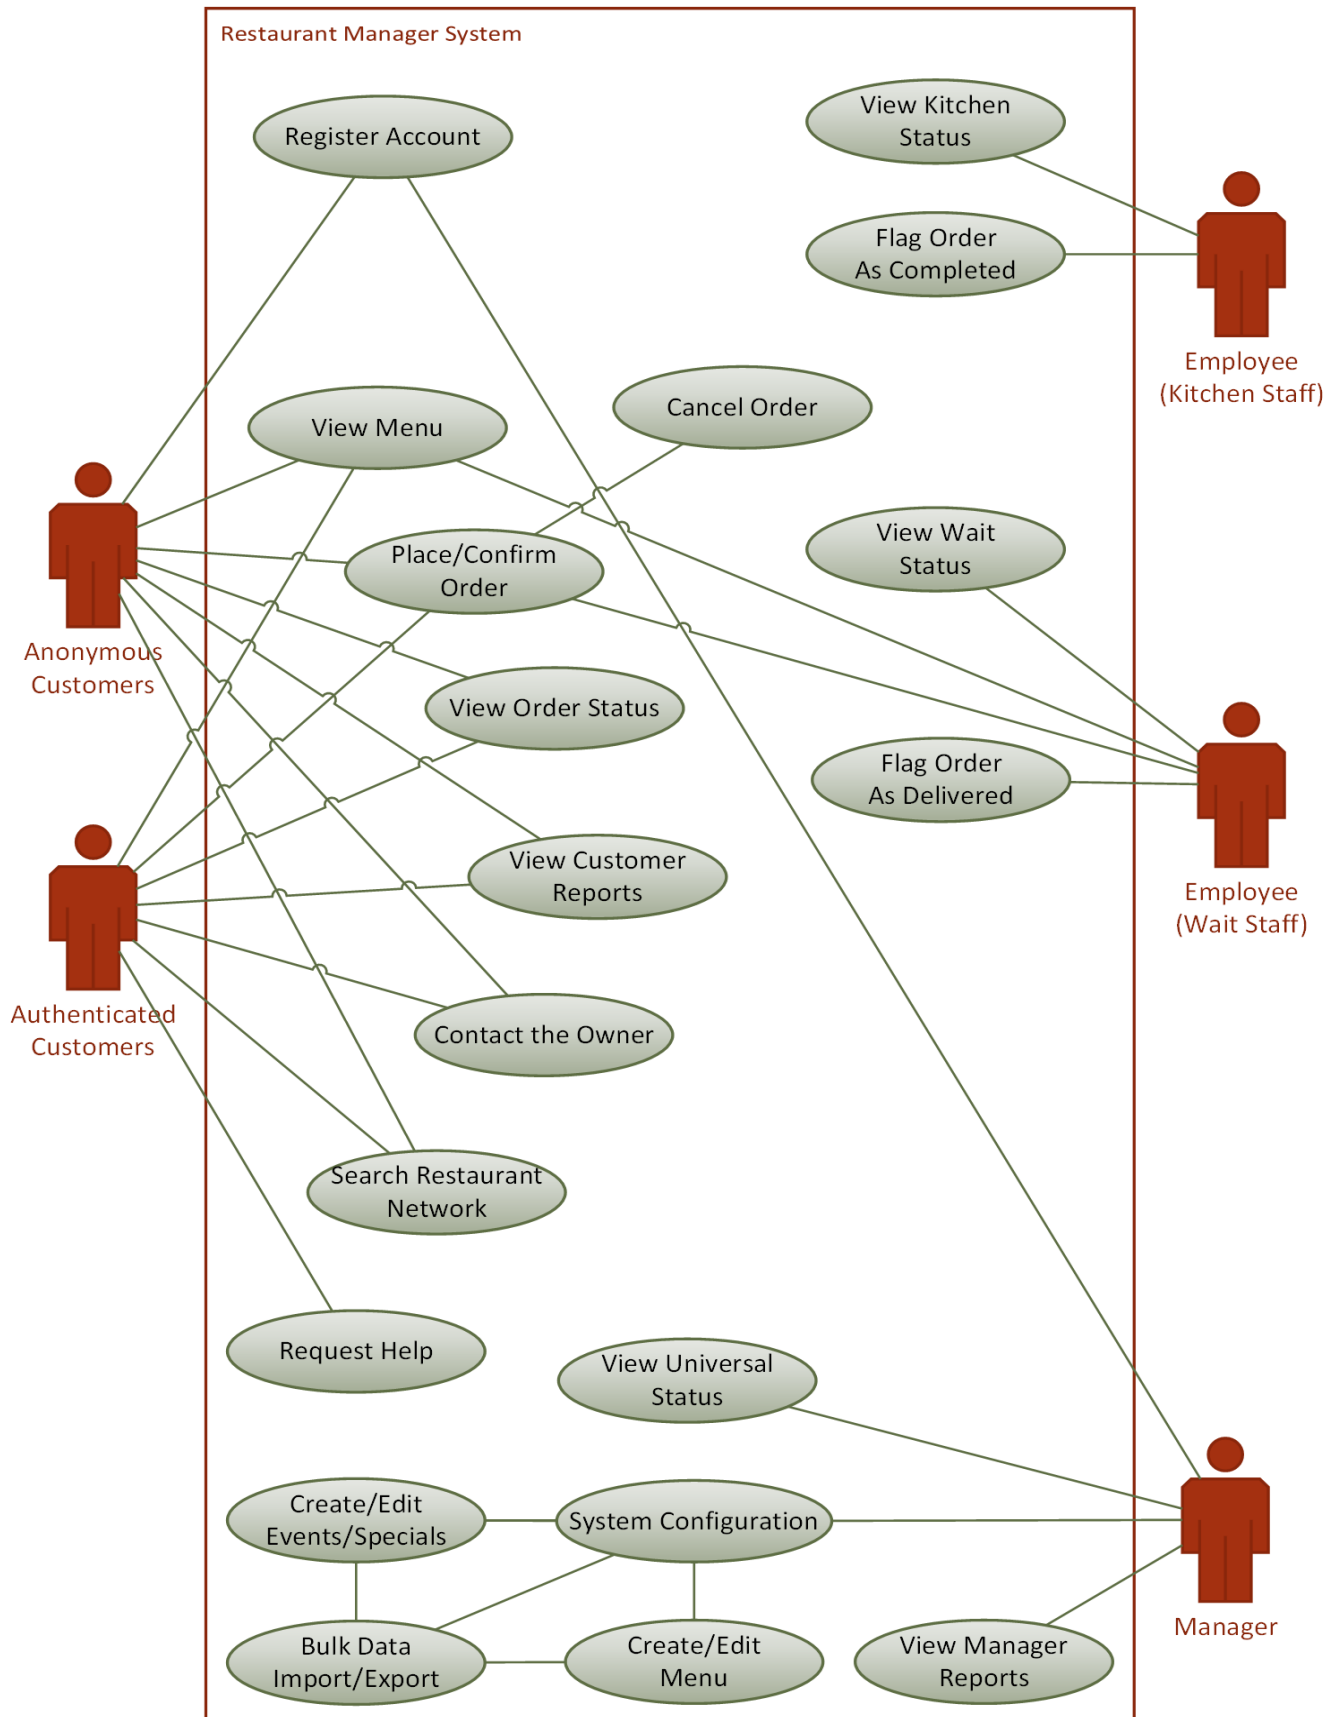 Restaurant Manager System
Register Account
View Kitchen
Status
Flag Order
As Completed
Employee
(Kitchen Staff)
View Menu
Cancel Order
Anonymous
Customers
Place/Confirm
Order
View Wait
Status
View Order Status
Flag Order
As Delivered
Employee
(Wait Staff)
View Customer
Reports
Authenticated
Customers
Contact the Owner
Search Restaurant
Network
Request Help
View Universal
Status
Create/Edit
Events/Specials
System Configuration
Manager
Bulk Data
Import/Export
Create/Edit
Menu
View Manager
Reports